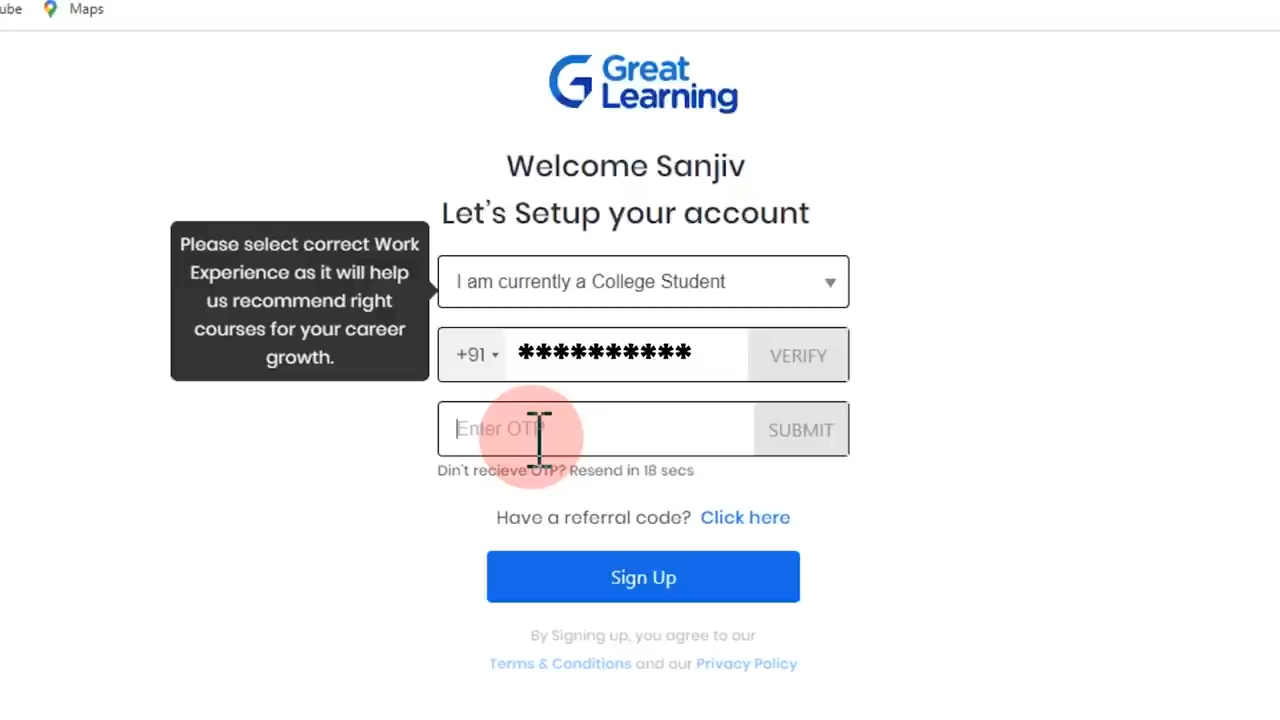 ube Maps
Great
Learning
Welcome Sanjiv
Let's Setup your account
Please select correct Work
Experience as it will help
us recommend right
courses for your career
growth.
I am currently a College Student
+91 ********** VERIFY
Enter OTP SUBMIT
Din't recieve OTP? Resend in 18 secs
Have a referral code? Click here
Sign Up
By Signing up, you agree to our
Terms & Conditions and our Privacy Policy